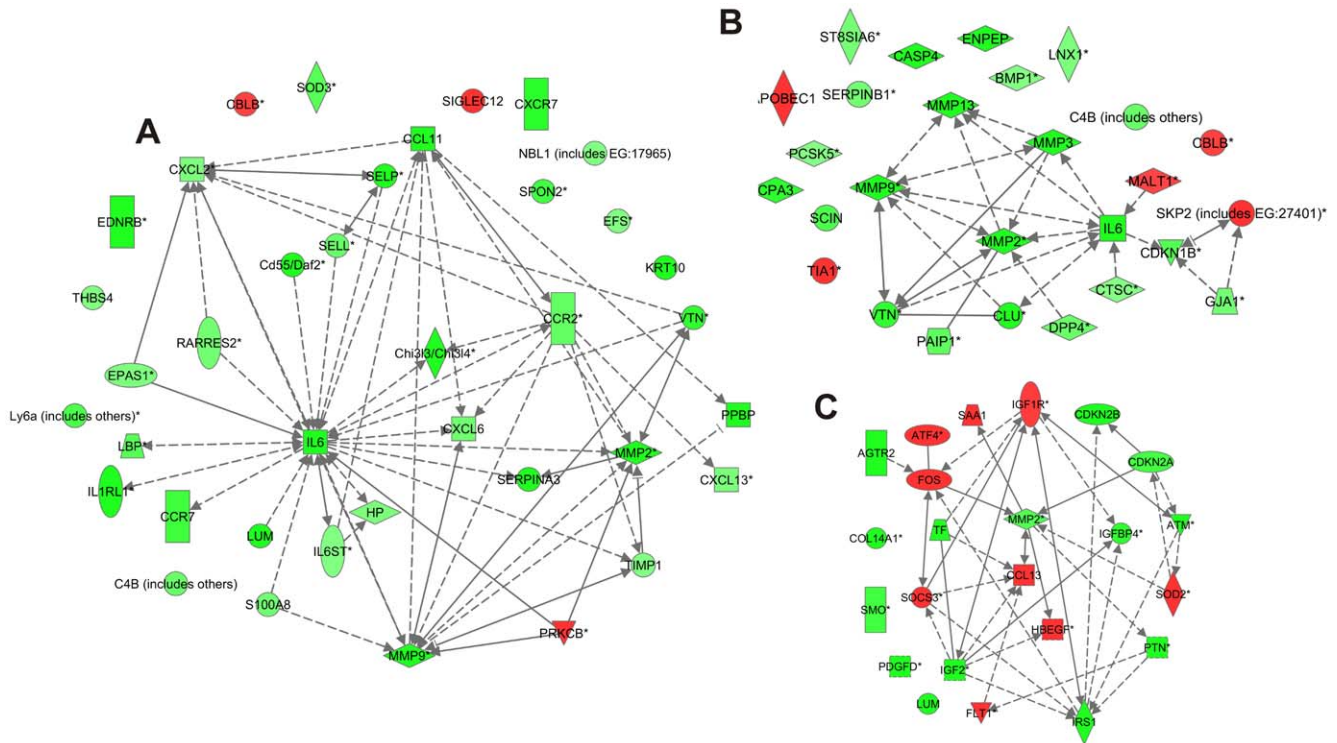 A
CBLB*
SOD3*
SIGLEC12
CXCR7
CCL11
CXCL2*
SELP*
NBL1 (includes EG:17965)
SPON2*
EDNRB*
SELL*
EFS*
Cd55/Daf2*
KRT10
THBS4
CCR2*
VTN*
RARRES2*
Chi3l3/Chi3l4*
EPAS1*
Ly6a (includes others)*
PPBP
LBP*
IL6
CXCL6
MMP2*
IL1RL1*
SERPINA3
CXCL13*
CCR7
HP
LUM
IL6ST*
TIMP1
C4B (includes others)
S100A8
PRKCB*
MMP9*
B
ST8SIA6*
CASP4
ENPEP
LNX1*
BMP1*
APOBEC1
SERPINB1*
MMP13
C4B (includes others)
CBLB*
PCSK5*
MMP3
CPA3
MMP9*
MALT1*
SCIN
IL6
SKP2 (includes EG:27401)*
MMP2*
CDKN1B*
TIA1*
CTSC*
GJA1*
VTN*
CLU*
DPP4*
PAIP1*
C
IGF1R*
SAA1
CDKN2B
ATF4*
AGTR2
CDKN2A
FOS
MMP2*
COL14A1*
TF
IGFBP4*
ATM*
CCL13
SOCS3*
SOD2*
SMO*
HBEGF*
PTN*
PDGFD*
IGF2*
LUM
FLT1*
IRS1